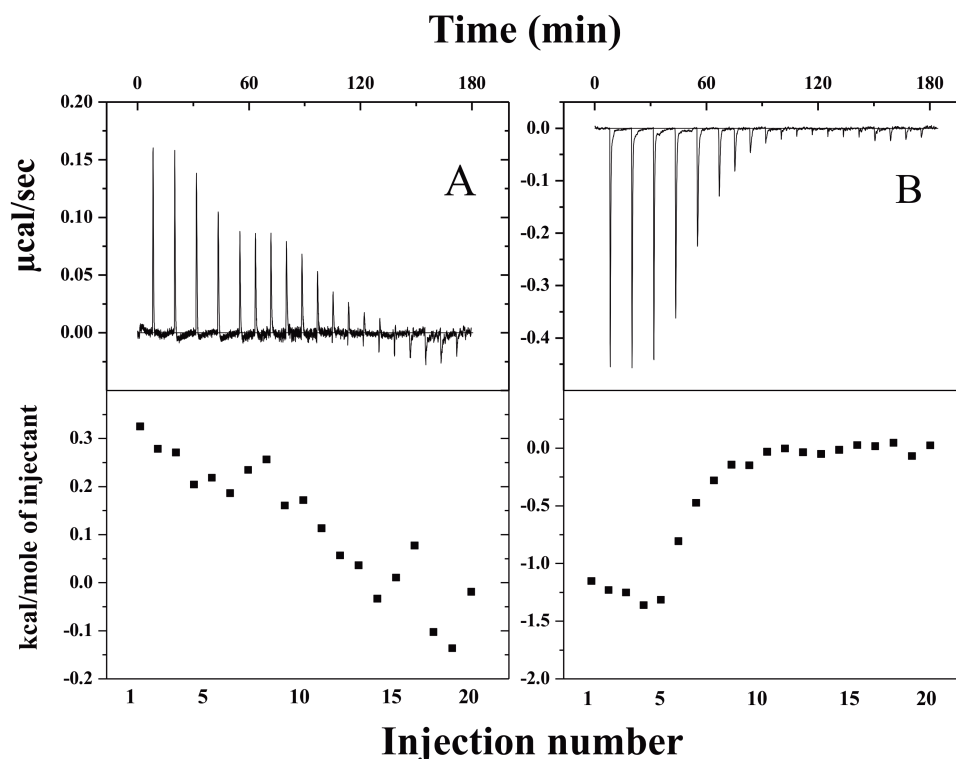 Time (min)
0 60 120 180 0 60 120 180
0.20
0.15
0.10
0.05
0.00
µcal/sec
A
0.0
-0.1
-0.2
-0.3
-0.4
B
0.3
0.2
0.1
0.0
-0.1
-0.2
kcal/mole of injectant
0.0
-0.5
-1.0
-1.5
-2.0
1 5 10 15 20 1 5 10 15 20
Injection number